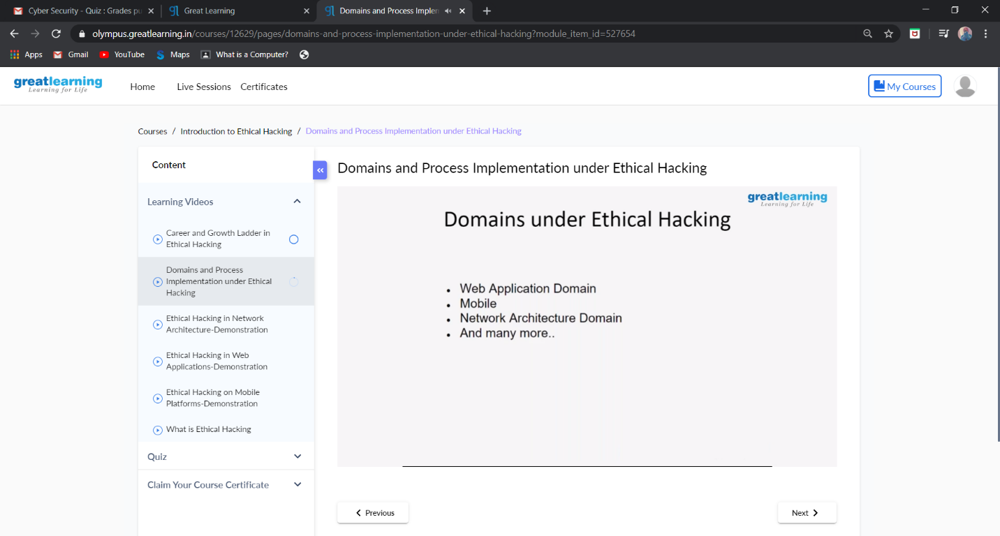 Cyber Security - Quiz : Grades pu
Great Learning
Domains and Process Implem
olympus.greatlearning.in/courses/12629/pages/domains-and-process-implementation-under-ethical-hacking?module_item_id=527654
Apps
Gmail
YouTube
Maps
What is a Computer?
greatlearning
Learning for Life
Home
Live Sessions
Certificates
My Courses
Courses / Introduction to Ethical Hacking / Domains and Process Implementation under Ethical Hacking
Content
Learning Videos
Career and Growth Ladder in
Ethical Hacking
Domains and Process
Implementation under Ethical
Hacking
Ethical Hacking in Network
Architecture-Demonstration
Ethical Hacking in Web
Applications-Demonstration
Ethical Hacking on Mobile
Platforms-Demonstration
What is Ethical Hacking
Quiz
Claim Your Course Certificate
«
Domains and Process Implementation under Ethical Hacking
greatlearning
Learning for Life
Domains under Ethical Hacking
• Web Application Domain
• Mobile
• Network Architecture Domain
• And many more..
Previous
Next